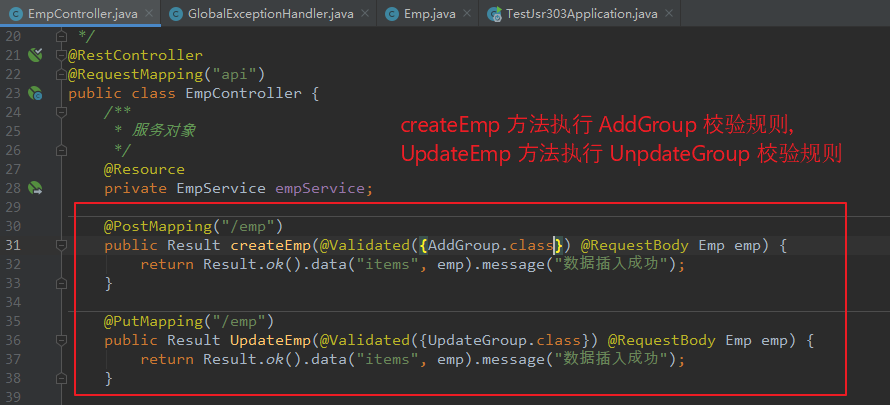 EmpController.java × GlobalExceptionHandler.java × Emp.java × TestJsr303Application.java ×
20 */
21 @RestController
22 @RequestMapping("api")
23 public class EmpController {
24 /**
createEmp 方法执行 AddGroup 校验规则,
25 * 服务对象
26 */
UpdateEmp 方法执行 UnpdateGroup 校验规则
27 @Resource
28 private EmpService empService;
29
30 @PostMapping("/emp")
31 public Result createEmp(@Validated({AddGroup.class}) @RequestBody Emp emp) {
32 return Result.ok().data("items", emp).message("数据插入成功");
33 }
34
35 @PutMapping("/emp")
36 public Result UpdateEmp(@Validated({UpdateGroup.class}) @RequestBody Emp emp) {
37 return Result.ok().data("items", emp).message("数据插入成功");
38 }
39